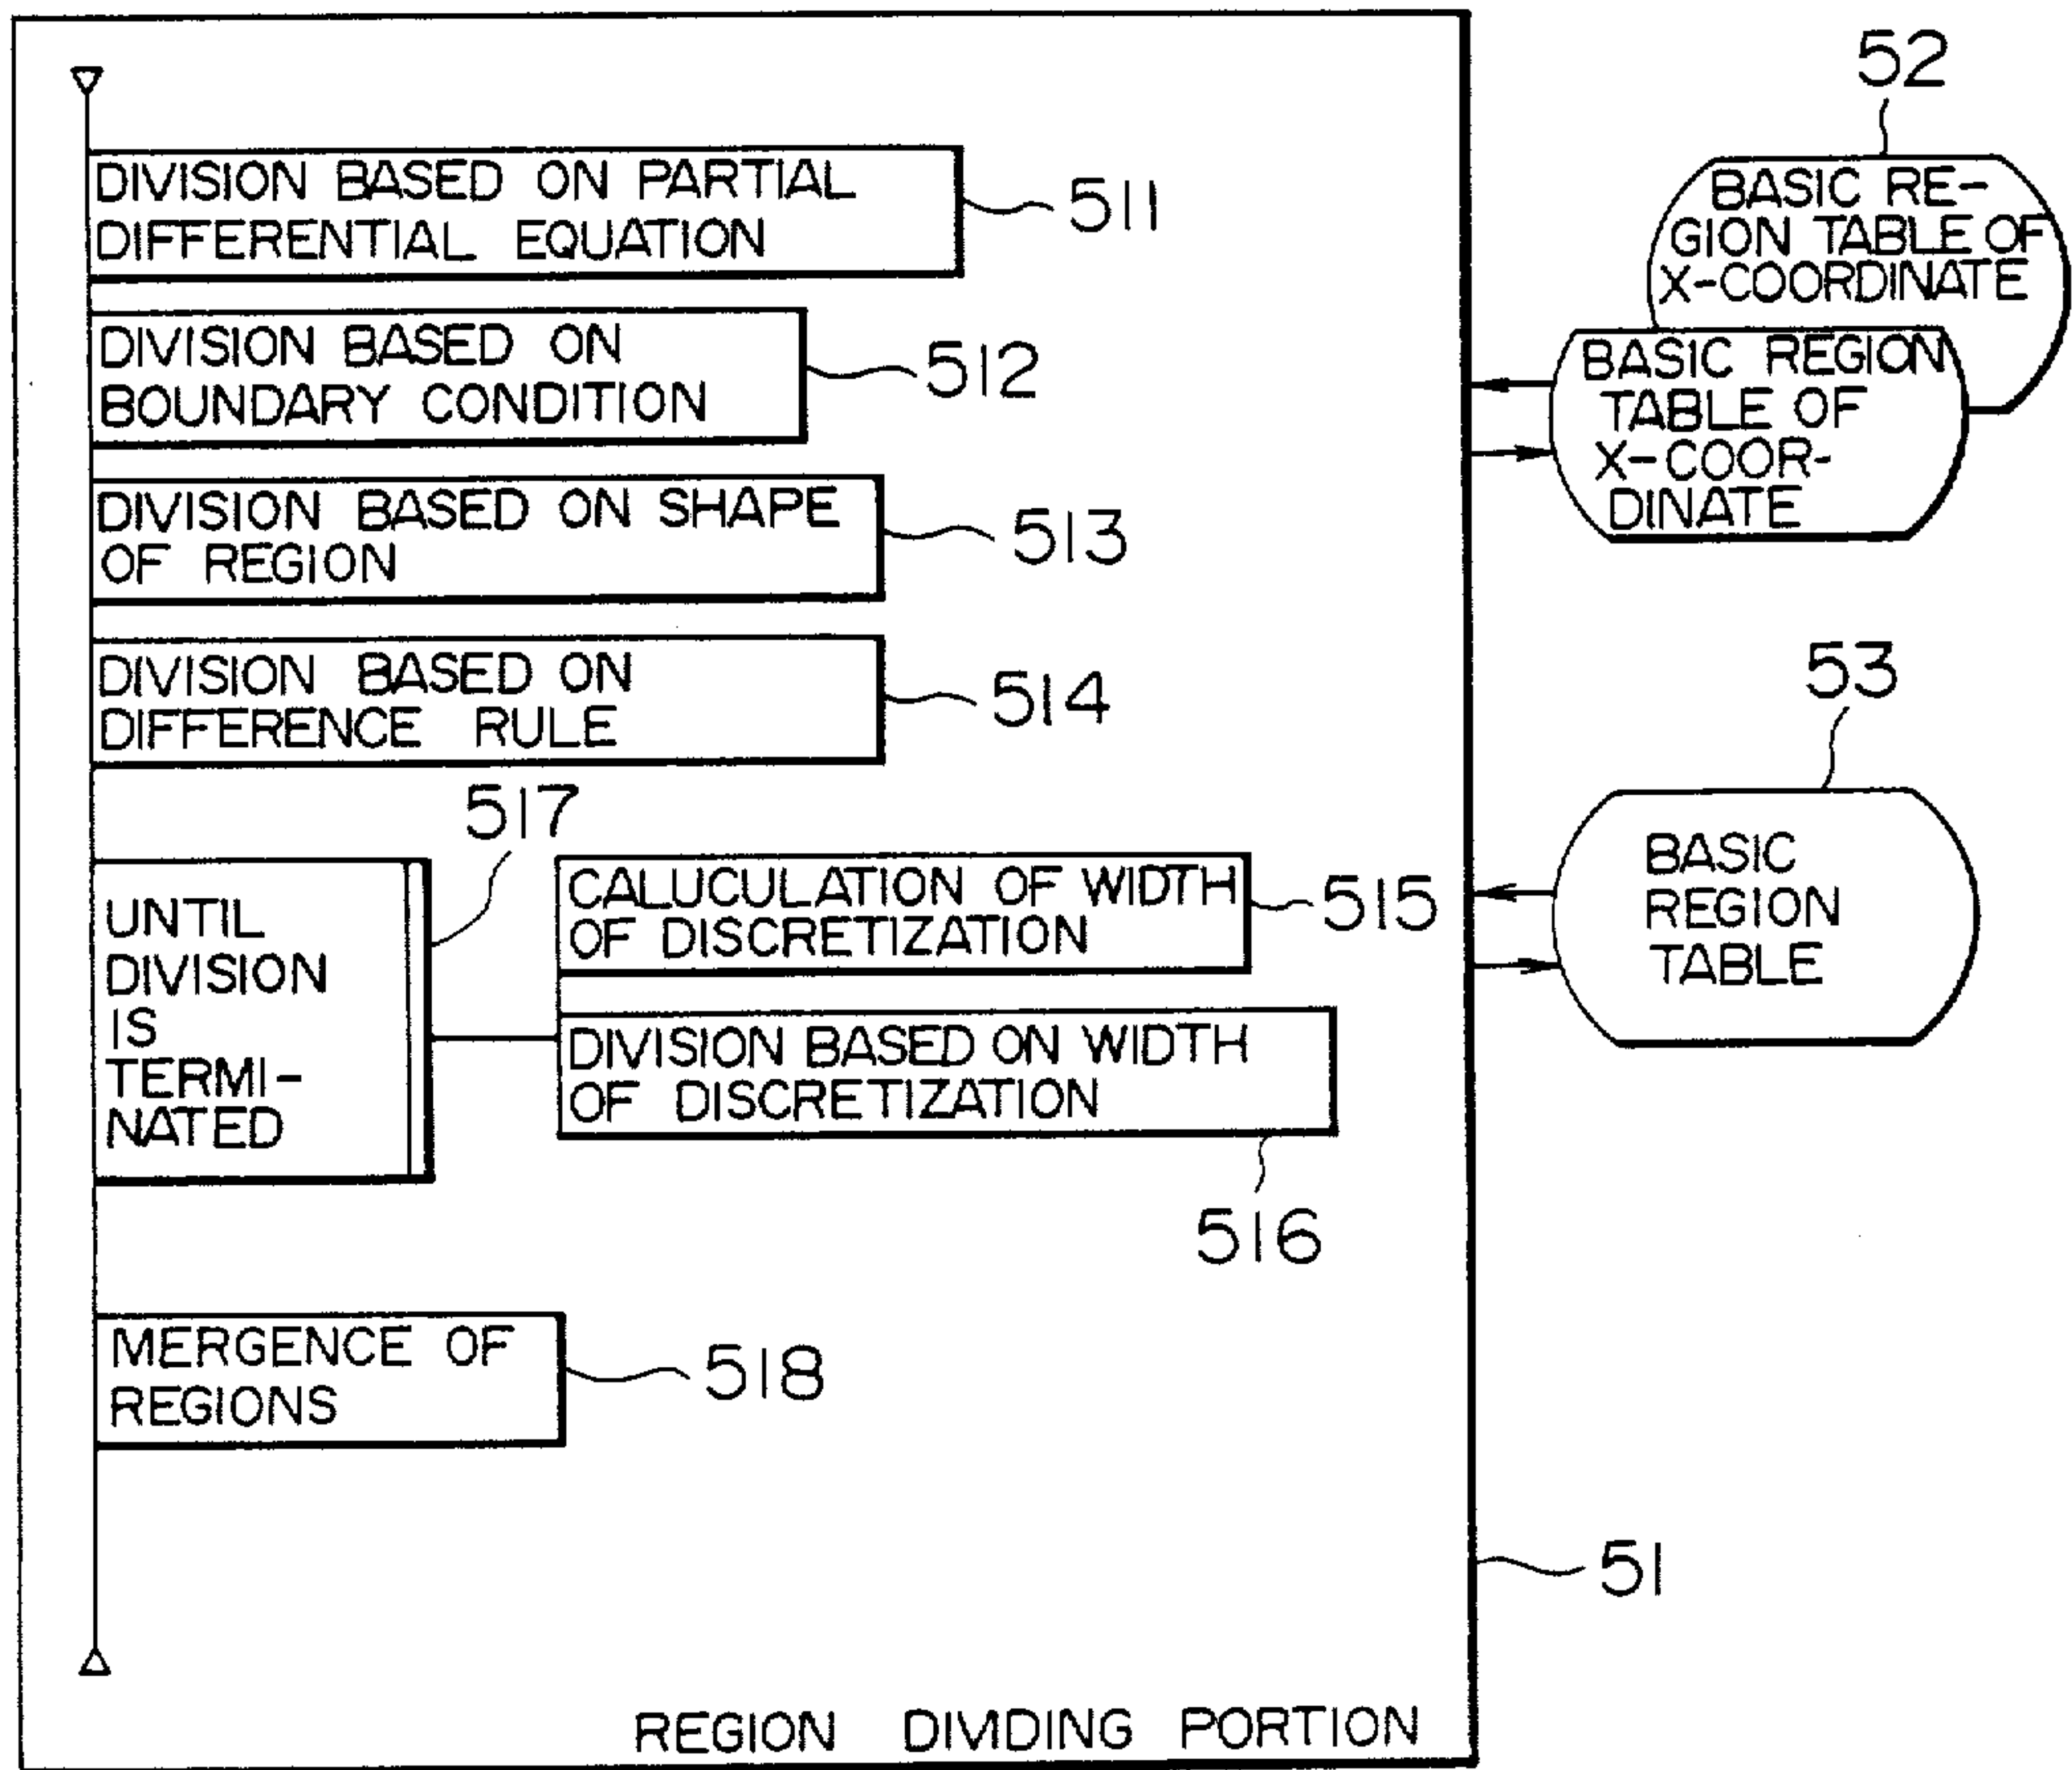 DIVISION BASED ON PARTIAL
DIFFERENTIAL EQUATION
511
DIVISION BASED ON
BOUNDARY CONDITION
512
DIVISION BASED ON SHAPE
OF REGION
513
DIVISION BASED ON
DIFFERENCE RULE
514
517
UNTIL
DIVISION
IS
TERMI-
NATED
CALUCULATION OF WIDTH
OF DISCRETIZATION
515
DIVISION BASED ON WIDTH
OF DISCRETIZATION
516
MERGENCE OF
REGIONS
518
51
REGION DIVIDING PORTION
52
BASIC RE-
GION TABLE OF
X-COORDINATE
BASIC REGION
TABLE OF
X-COOR-
DINATE
53
BASIC
REGION
TABLE